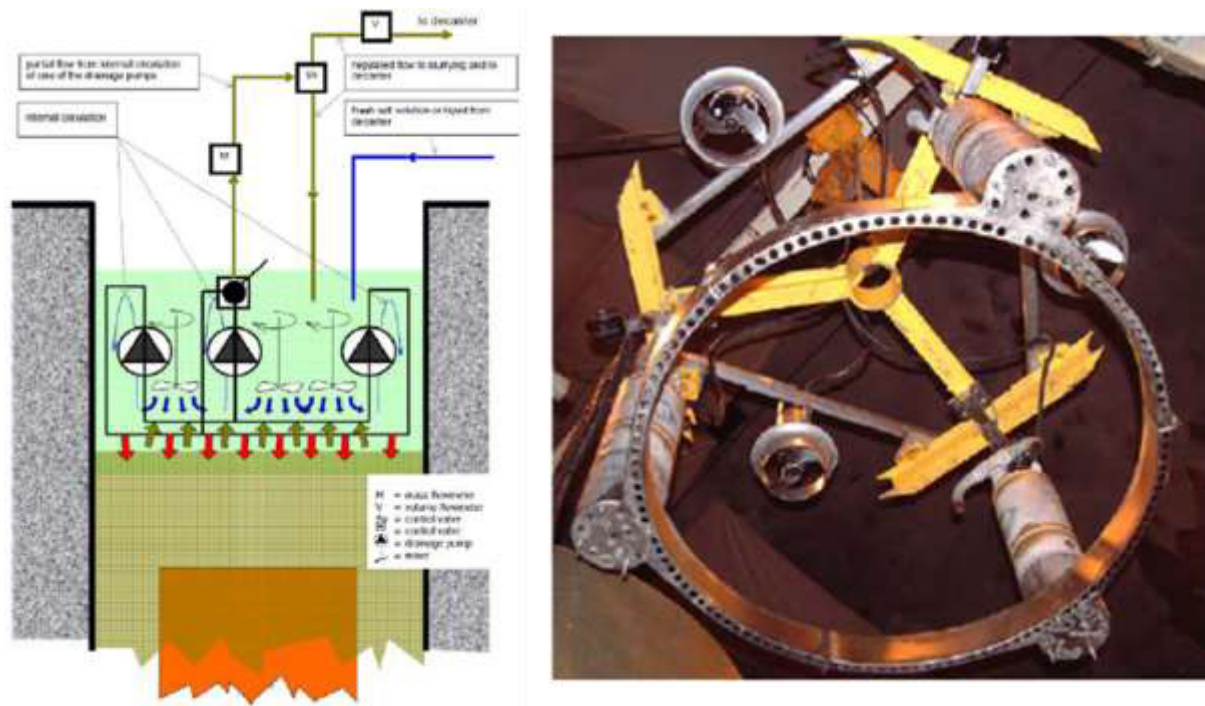 V
to decanter
partial flow from internal circulation
of one of the drainage pumps
regulated flow to slurrying and to
decanter
internal circulation
fresh salt solution or liquid from
decanter
M
M = mass flowmeter
V = volume flowmeter
= control valve
= control valve
= drainage pump
= mixer